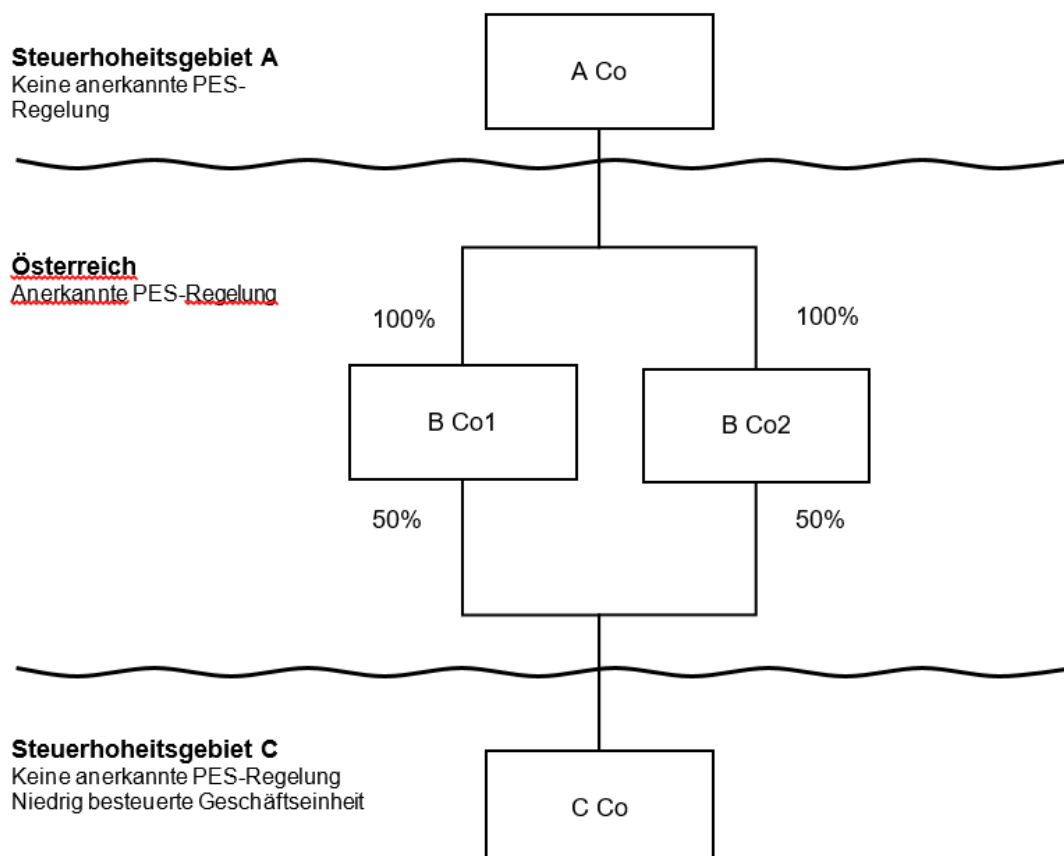 Steuerhoheitsgebiet A
Keine anerkannte PES-
Regelung
A Co
Österreich
Anerkannte PES-Regelung
100%
100%
B Co1
B Co2
50%
50%
Steuerhoheitsgebiet C
Keine anerkannte PES-Regelung
Niedrig besteuerte Geschäftseinheit
C Co